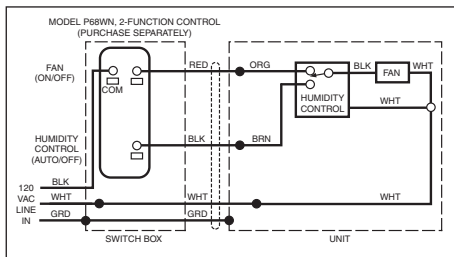 MODEL P68WN, 2-FUNCTION CONTROL
(PURCHASE SEPARATELY)
FAN
(ON/OFF)
COM
RED
ORG
BLK
FAN
WHT
HUMIDITY
CONTROL
WHT
HUMIDITY
CONTROL
(AUTO/OFF)
BLK
BRN
120
VAC
LINE
IN
BLK
WHT
WHT
WHT
GRD
GRD
SWITCH BOX
UNIT